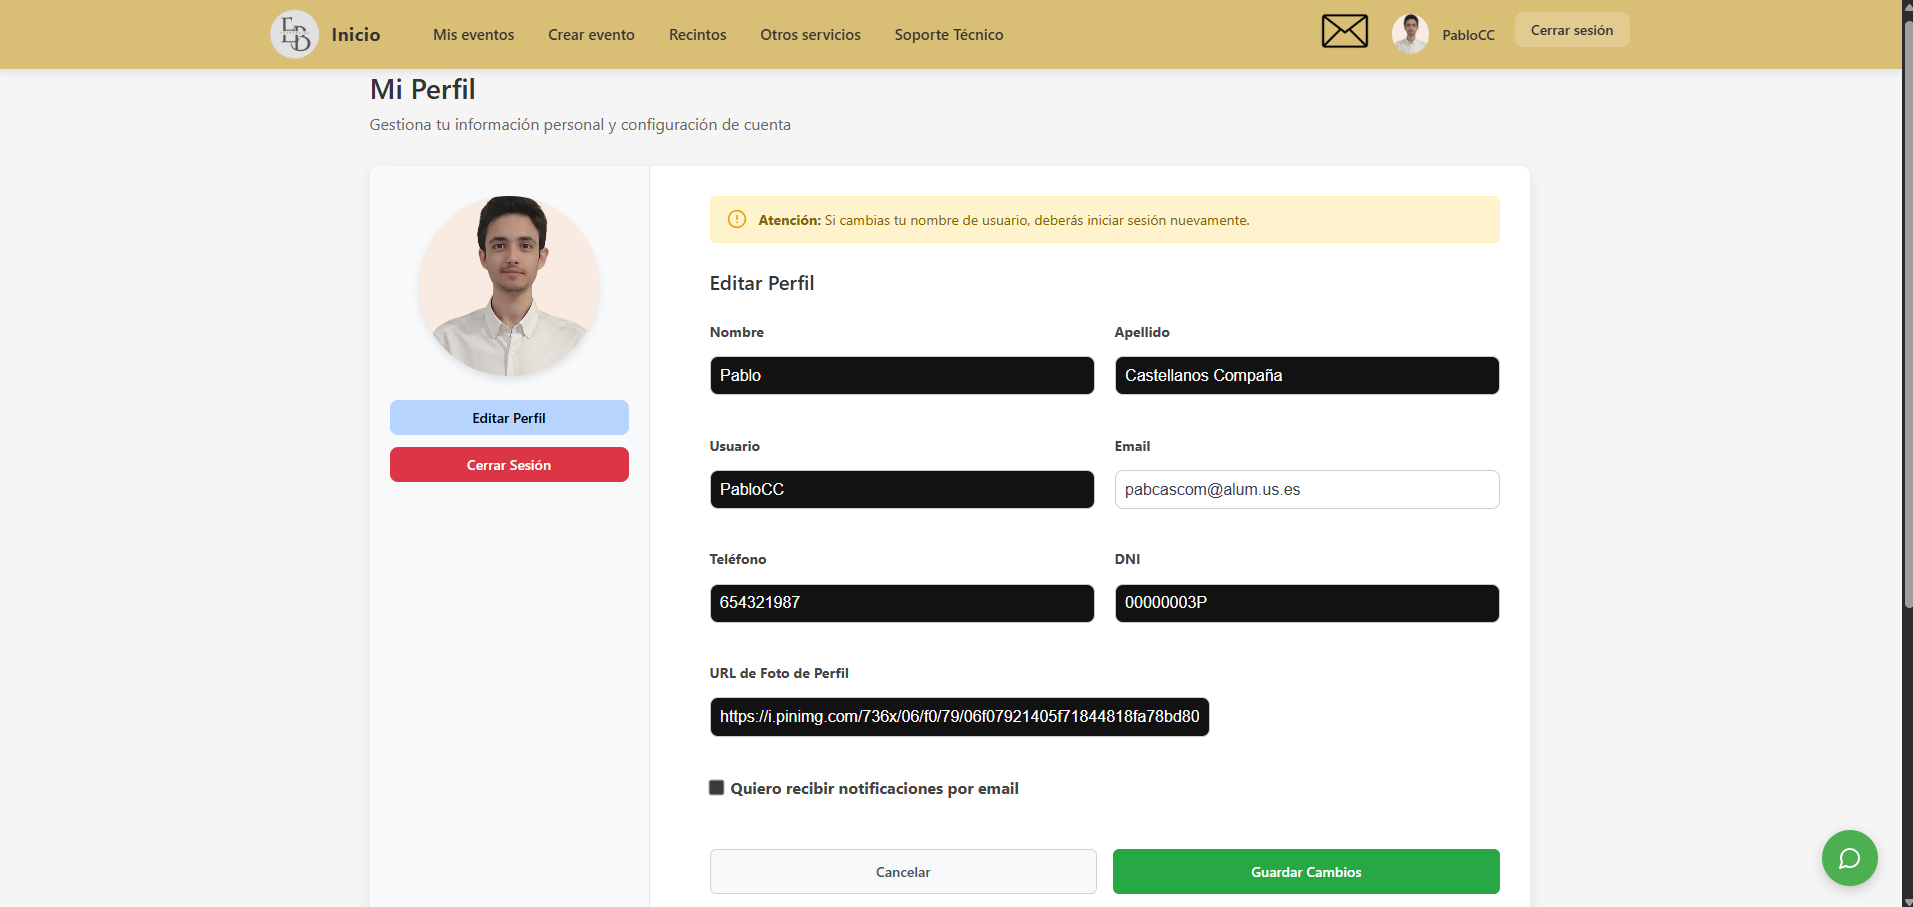 EB
Inicio
Mis eventos
Crear evento
Recintos
Otros servicios
Soporte Técnico
PabloCC
Cerrar sesión
Mi Perfil
Gestiona tu información personal y configuración de cuenta
Editar Perfil
Cerrar Sesión
Atención: Si cambias tu nombre de usuario, deberás iniciar sesión nuevamente.
Editar Perfil
Nombre
Pablo
Apellido
Castellanos Compaña
Usuario
PabloCC
Email
pabcascom@alum.us.es
Teléfono
654321987
DNI
00000003P
URL de Foto de Perfil
https://i.pinimg.com/736x/06/f0/79/06f07921405f71844818fa78bd80
Quiero recibir notificaciones por email
Cancelar
Guardar Cambios